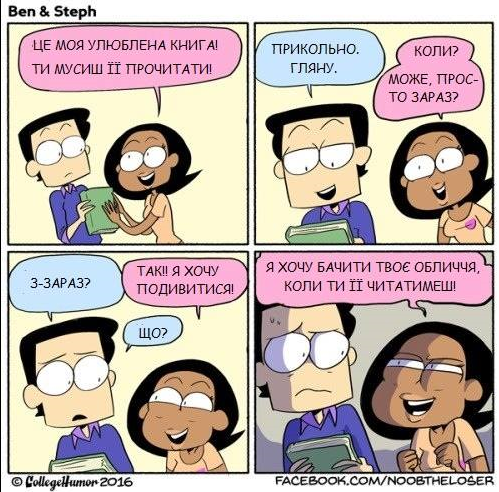 Ben & Steph
ЦЕ МОЯ УЛЮБЛЕНА КНИГА!
ТИ МУСИШ ЇЇ ПРОЧИТАТИ!
ПРИКОЛЬНО.
ГЛЯНУ.
КОЛИ?
МОЖЕ, ПРОС-
ТО ЗАРАЗ?
З-ЗАРАЗ?
ТАК!! Я ХОЧУ
ПОДИВИТИСЯ!
ЩО?
Я ХОЧУ БАЧИТИ ТВОЄ ОБЛИЧЧЯ,
КОЛИ ТИ ЇЇ ЧИТАТИМЕШ!
© CollegeHumor 2016
FACEBOOK.COM/NOOBTHELOSER